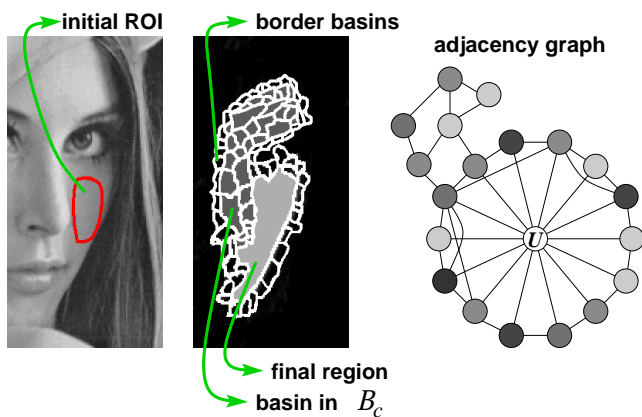 initial ROI
border basins
adjacency graph
U
final region
basin in B_c